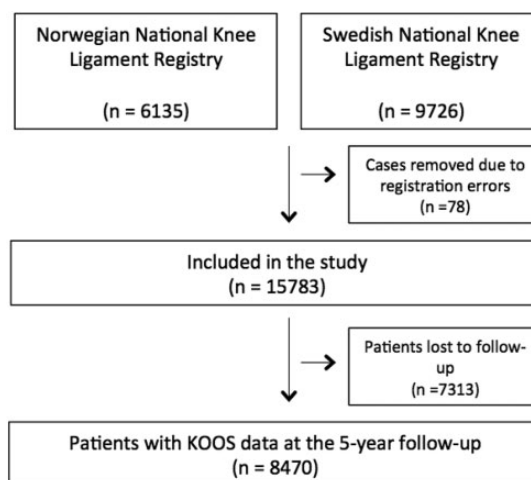 Norwegian National Knee
Ligament Registry
(n = 6135)
Swedish National Knee
Ligament Registry
(n = 9726)
Cases removed due to
registration errors
(n =78)
Included in the study
(n = 15783)
Patients lost to follow-
up
(n =7313)
Patients with KOOS data at the 5-year follow-up
(n = 8470)